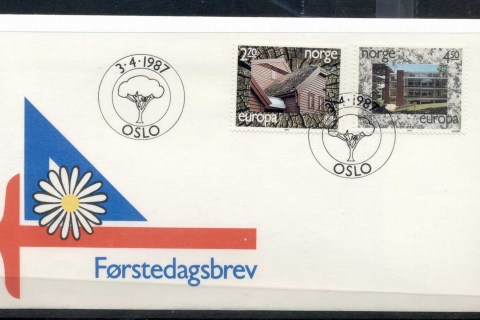 3·4·1987
OSLO
2.70 norge
europa
norge 4.50
europa
3·4·1987
OSLO
Førstedagsbrev